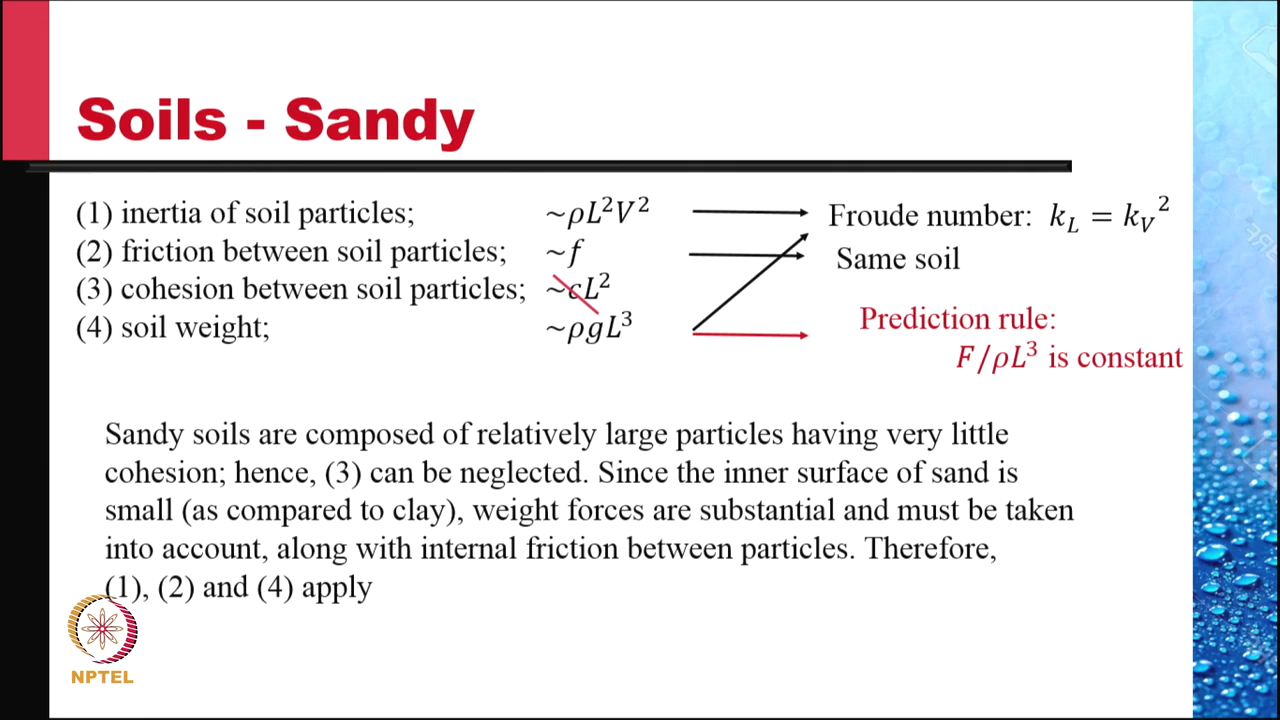 Soils - Sandy
(1) inertia of soil particles; ~ρL²V² Froude number: k_L = k_V²
(2) friction between soil particles; ~f Same soil
(3) cohesion between soil particles; ~cL²
(4) soil weight; ~ρgL³ Prediction rule:
F/ρL³ is constant
Sandy soils are composed of relatively large particles having very little
cohesion; hence, (3) can be neglected. Since the inner surface of sand is
small (as compared to clay), weight forces are substantial and must be taken
into account, along with internal friction between particles. Therefore,
(1), (2) and (4) apply
NPTEL